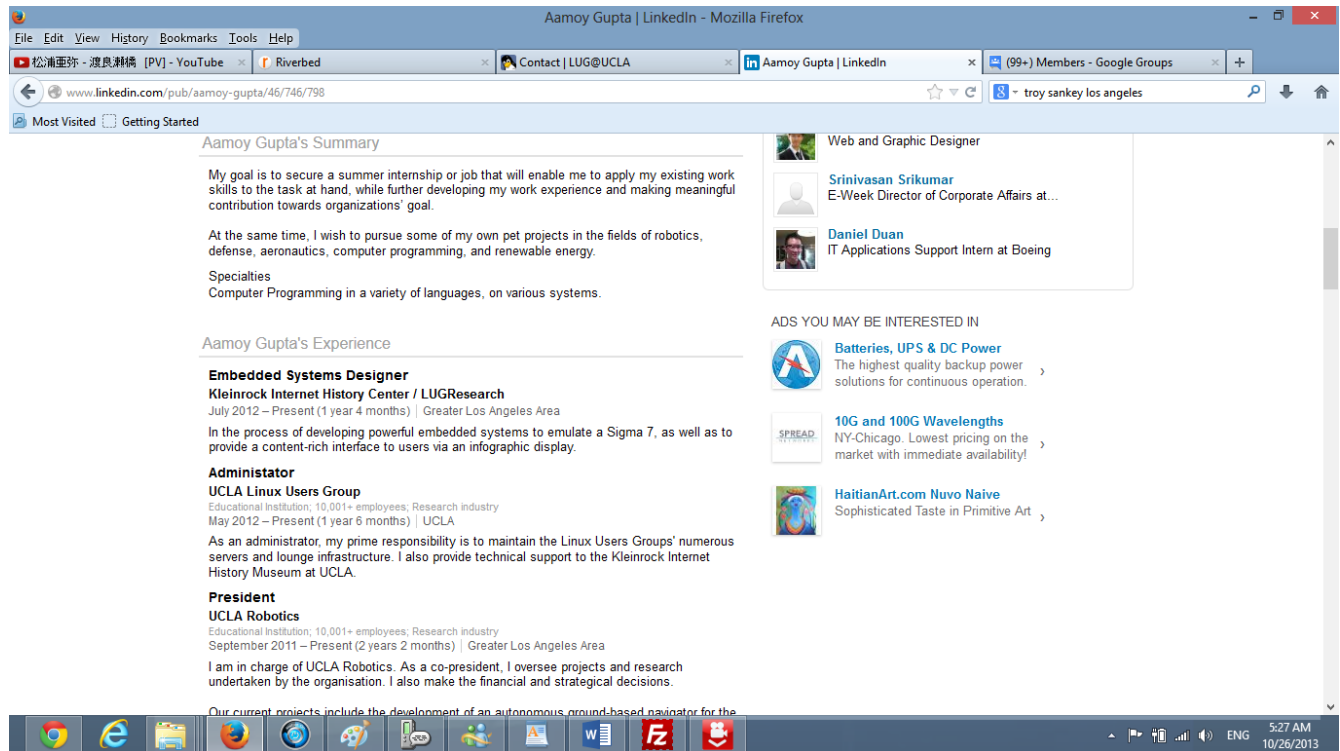 Aamoy Gupta | LinkedIn - Mozilla Firefox
File Edit View History Bookmarks Tools Help
松浦亜弥 - 渡良瀬橋 [PV] - YouTube
Riverbed
Contact | LUG@UCLA
Aamoy Gupta | LinkedIn
(99+) Members - Google Groups
www.linkedin.com/pub/aamoy-gupta/46/746/798
troy sankey los angeles
Most Visited Getting Started
Aamoy Gupta's Summary
My goal is to secure a summer internship or job that will enable me to apply my existing work
skills to the task at hand, while further developing my work experience and making meaningful
contribution towards organizations' goal.
At the same time, I wish to pursue some of my own pet projects in the fields of robotics,
defense, aeronautics, computer programming, and renewable energy.
Specialties
Computer Programming in a variety of languages, on various systems.
Aamoy Gupta's Experience
Embedded Systems Designer
Kleinrock Internet History Center / LUGResearch
July 2012 – Present (1 year 4 months) | Greater Los Angeles Area
In the process of developing powerful embedded systems to emulate a Sigma 7, as well as to
provide a content-rich interface to users via an infographic display.
Administator
UCLA Linux Users Group
Educational Institution; 10,001+ employees; Research industry
May 2012 – Present (1 year 6 months) | UCLA
As an administrator, my prime responsibility is to maintain the Linux Users Groups' numerous
servers and lounge infrastructure. I also provide technical support to the Kleinrock Internet
History Museum at UCLA.
President
UCLA Robotics
Educational Institution; 10,001+ employees; Research industry
September 2011 – Present (2 years 2 months) | Greater Los Angeles Area
I am in charge of UCLA Robotics. As a co-president, I oversee projects and research
undertaken by the organisation. I also make the financial and strategical decisions.
Our current projects include the development of an autonomous ground-based navigator for the
Web and Graphic Designer
Srinivasan Srikumar
E-Week Director of Corporate Affairs at...
Daniel Duan
IT Applications Support Intern at Boeing
ADS YOU MAY BE INTERESTED IN
Batteries, UPS & DC Power
The highest quality backup power
solutions for continuous operation.
SPREAD
NETWORKS
10G and 100G Wavelengths
NY-Chicago. Lowest pricing on the
market with immediate availability!
HaitianArt.com Nuvo Naive
Sophisticated Taste in Primitive Art
ENG
5:27 AM
10/26/2013